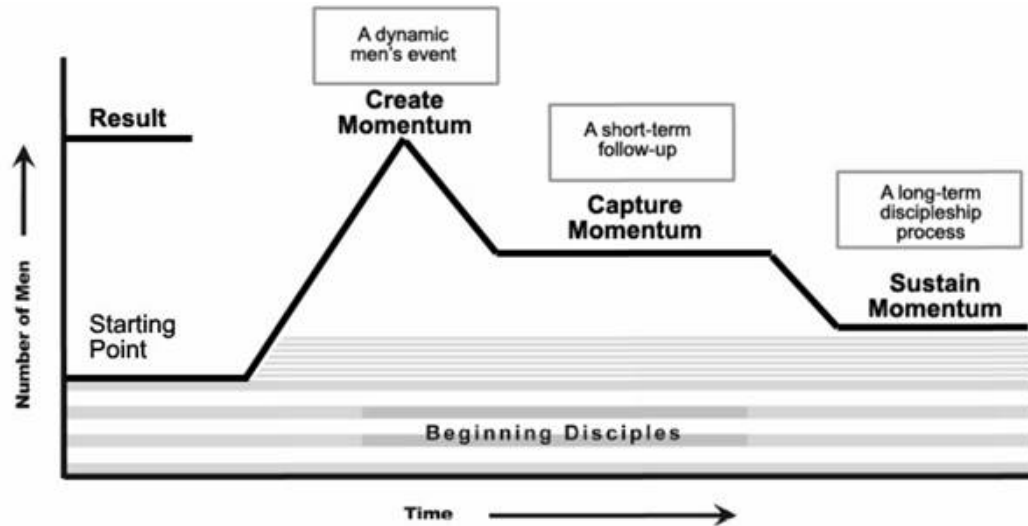 A dynamic
men's event
Create
Momentum
Result
A short-term
follow-up
Capture
Momentum
A long-term
discipleship
process
Sustain
Momentum
Starting
Point
Number of Men
Beginning Disciples
Time